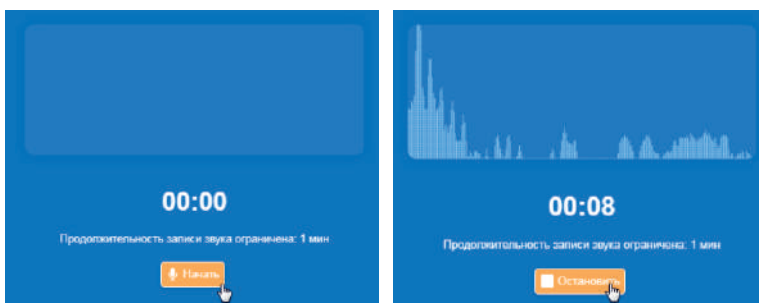 00:00
Продолжительность записи звука ограничена: 1 мин
Начать
00:08
Продолжительность записи звука ограничена: 1 мин
Остановить